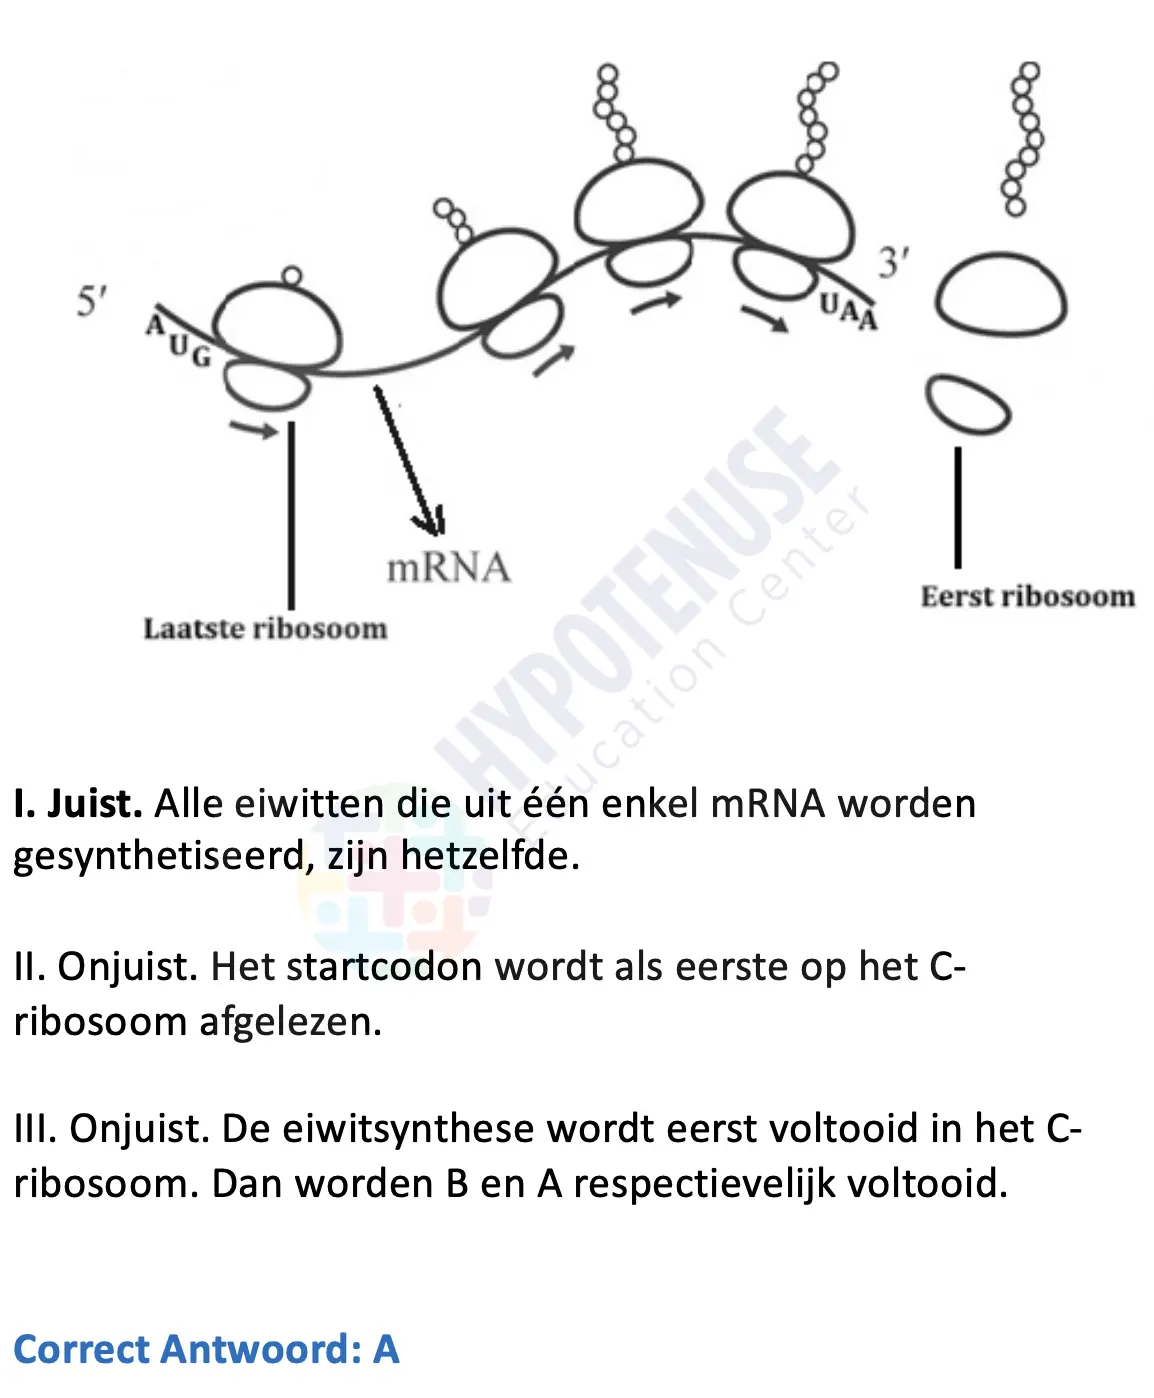 5′
AUG
3′
UAA
mRNA
Eerst ribosoom
Laatste ribosoom
HYPOTENUSE
Education Center
I. Juist. Alle eiwitten die uit één enkel mRNA worden
gesynthetiseerd, zijn hetzelfde.
II. Onjuist. Het startcodon wordt als eerste op het C-
ribosoom afgelezen.
III. Onjuist. De eiwitsynthese wordt eerst voltooid in het C-
ribosoom. Dan worden B en A respectievelijk voltooid.
Correct Antwoord: A